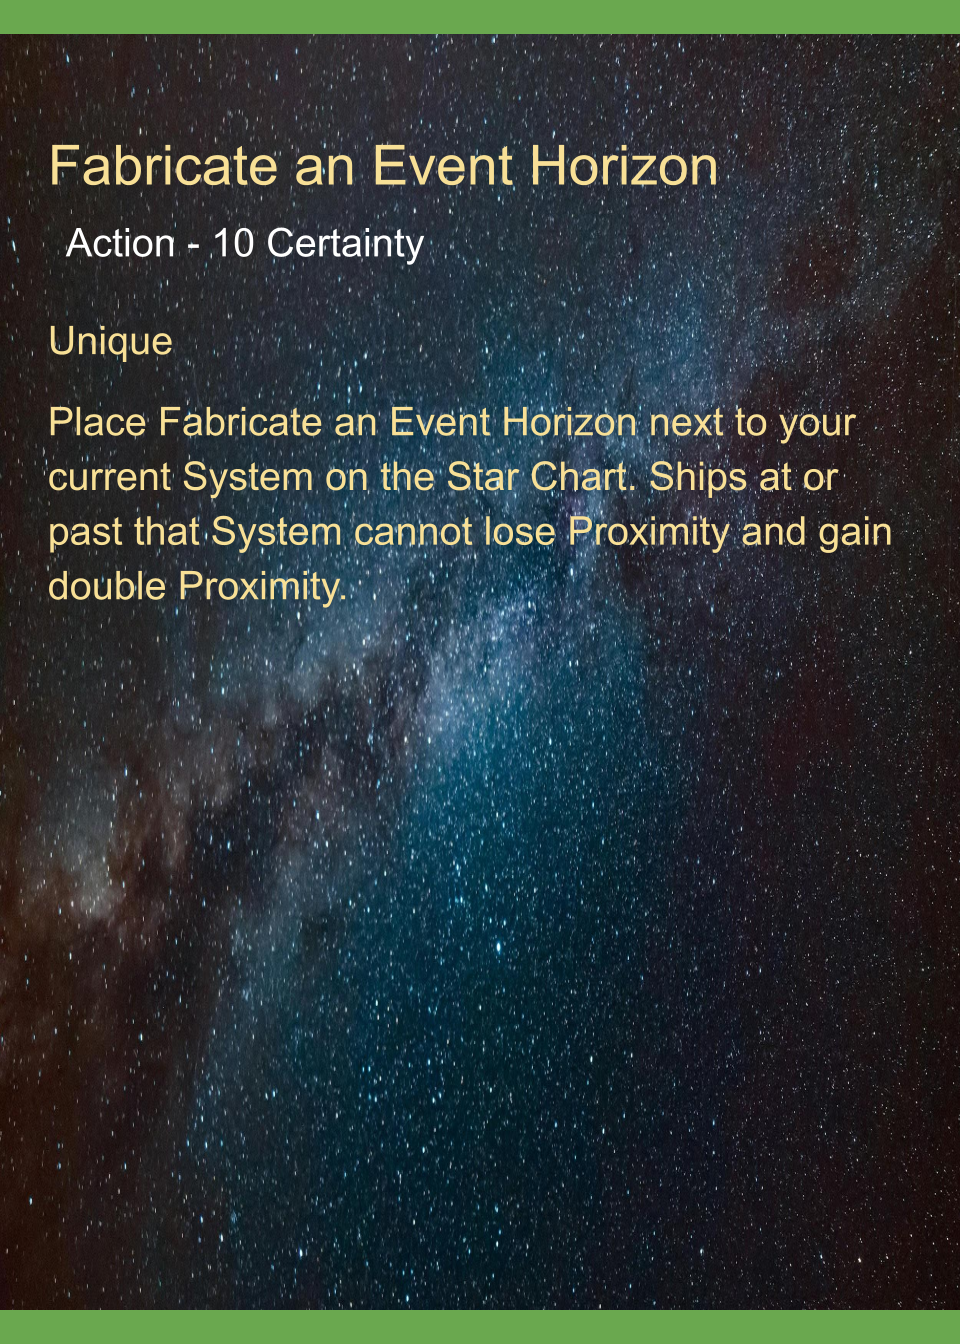 Fabricate an Event Horizon
Action - 10 Certainty
Unique
Place Fabricate an Event Horizon next to your
current System on the Star Chart. Ships at or
past that System cannot lose Proximity and gain
double Proximity.